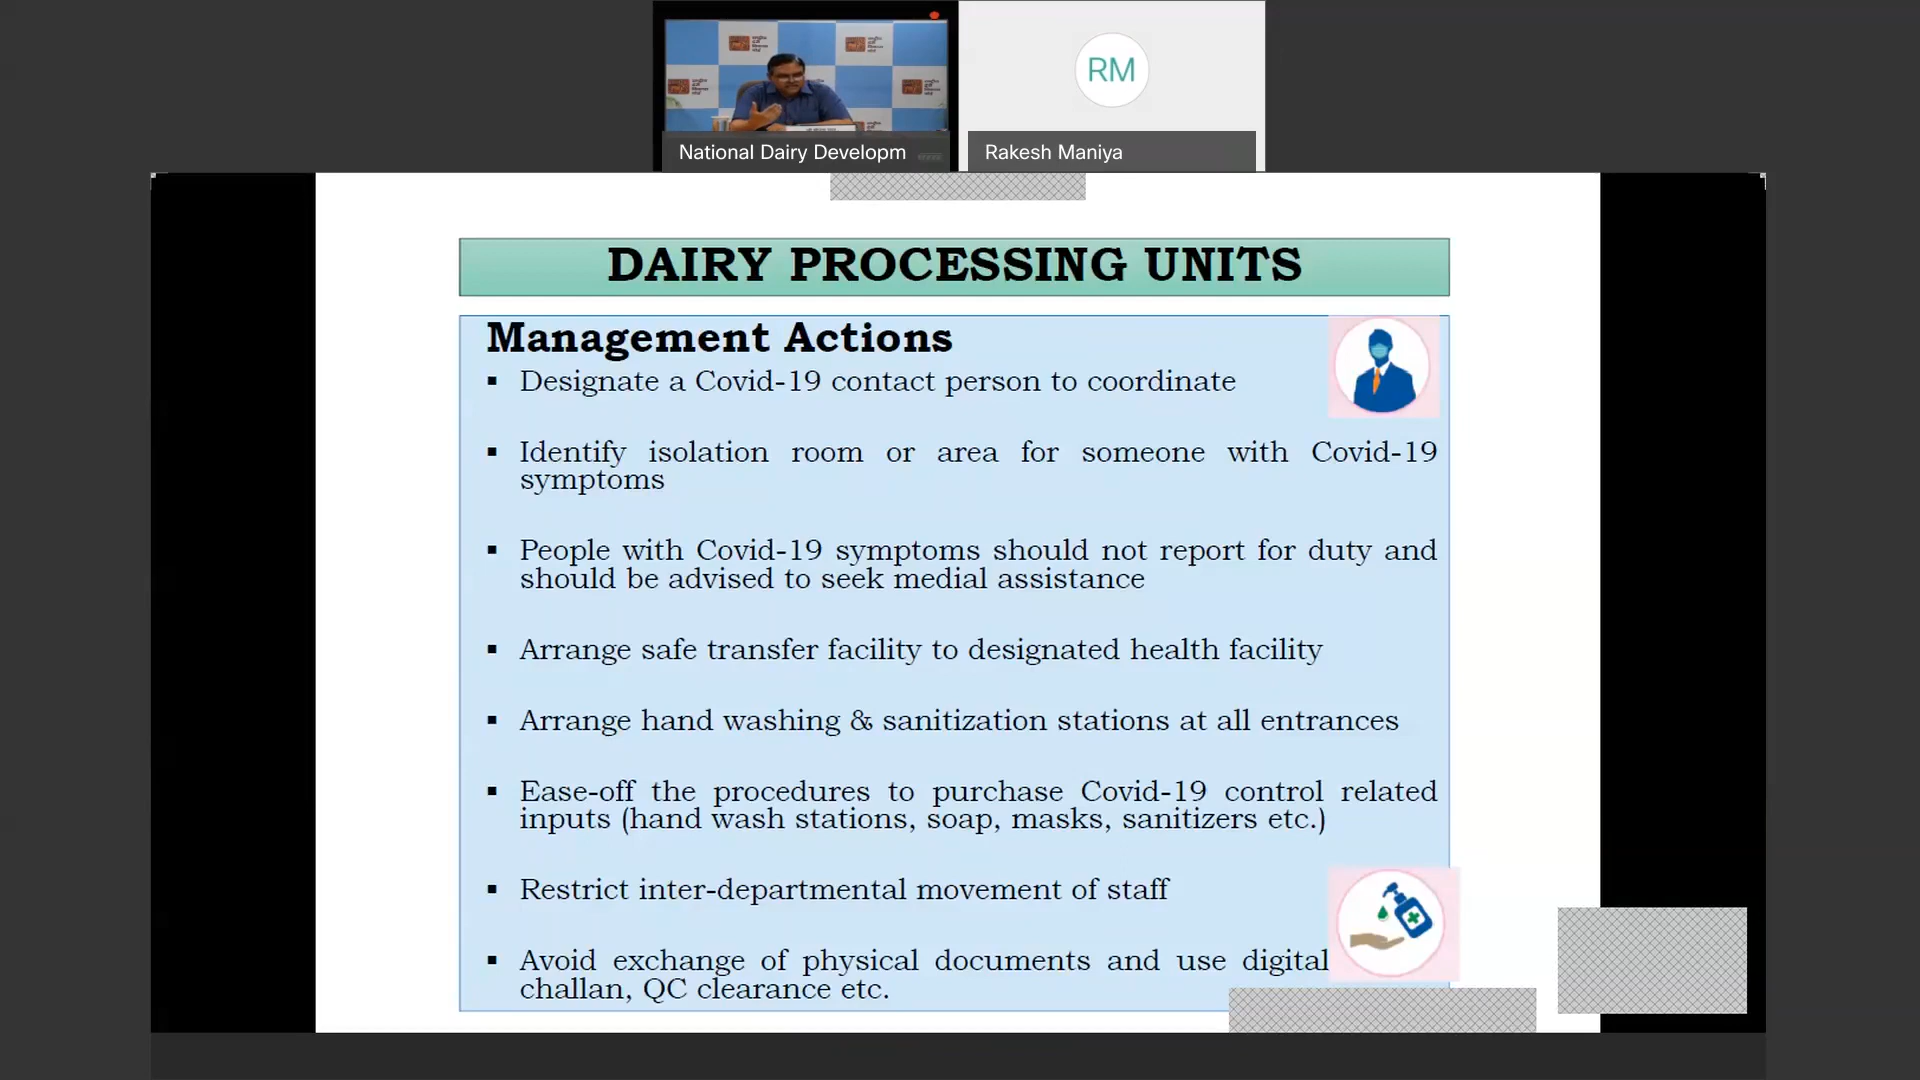 National Dairy Developm
RM
Rakesh Maniya
DAIRY PROCESSING UNITS
Management Actions
▪ Designate a Covid-19 contact person to coordinate
▪ Identify isolation room or area for someone with Covid-19
symptoms
▪ People with Covid-19 symptoms should not report for duty and
should be advised to seek medial assistance
▪ Arrange safe transfer facility to designated health facility
▪ Arrange hand washing & sanitization stations at all entrances
▪ Ease-off the procedures to purchase Covid-19 control related
inputs (hand wash stations, soap, masks, sanitizers etc.)
▪ Restrict inter-departmental movement of staff
▪ Avoid exchange of physical documents and use digital
challan, QC clearance etc.